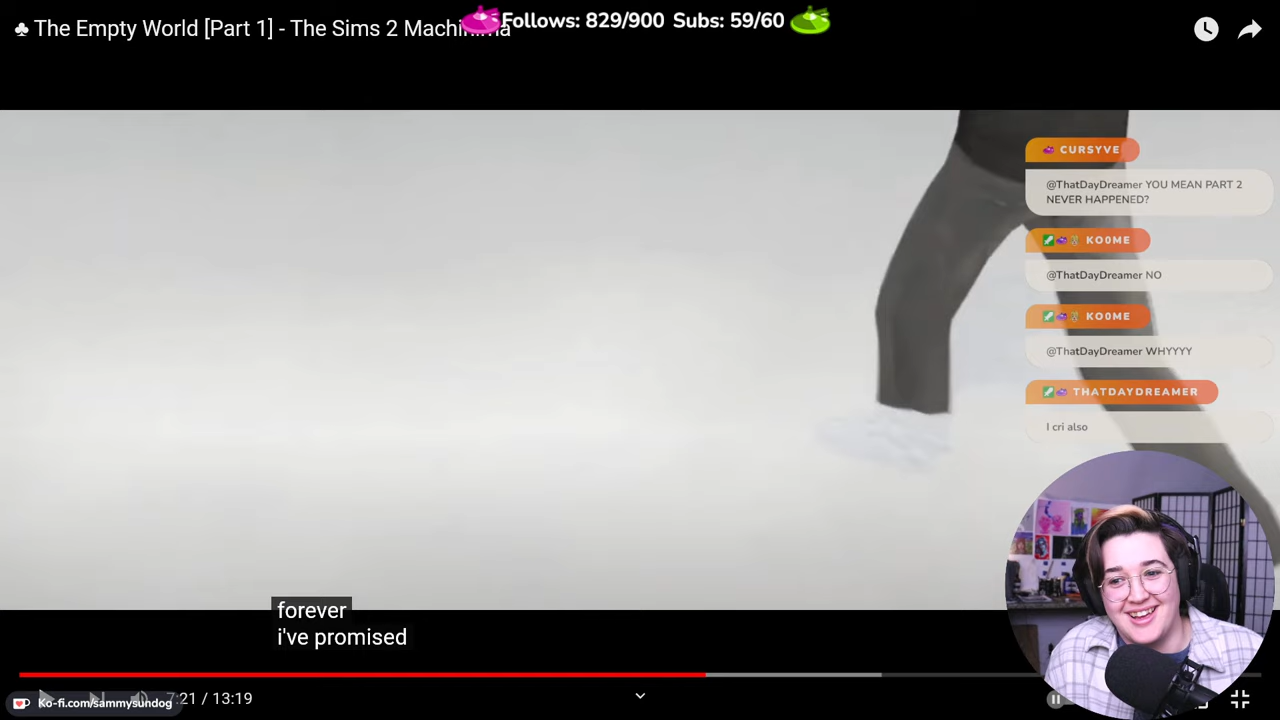 ♣ The Empty World [Part 1] - The Sims 2 Machinima
Follows: 829/900 Subs: 59/60
CURSYVE
@ThatDayDreamer YOU MEAN PART 2
NEVER HAPPENED?
KO0ME
@ThatDayDreamer NO
KO0ME
@ThatDayDreamer WHYYYY
THATDAYDREAMER
I cri also
forever
i've promised
7:21 / 13:19
Ko-fi.com/sammysundog